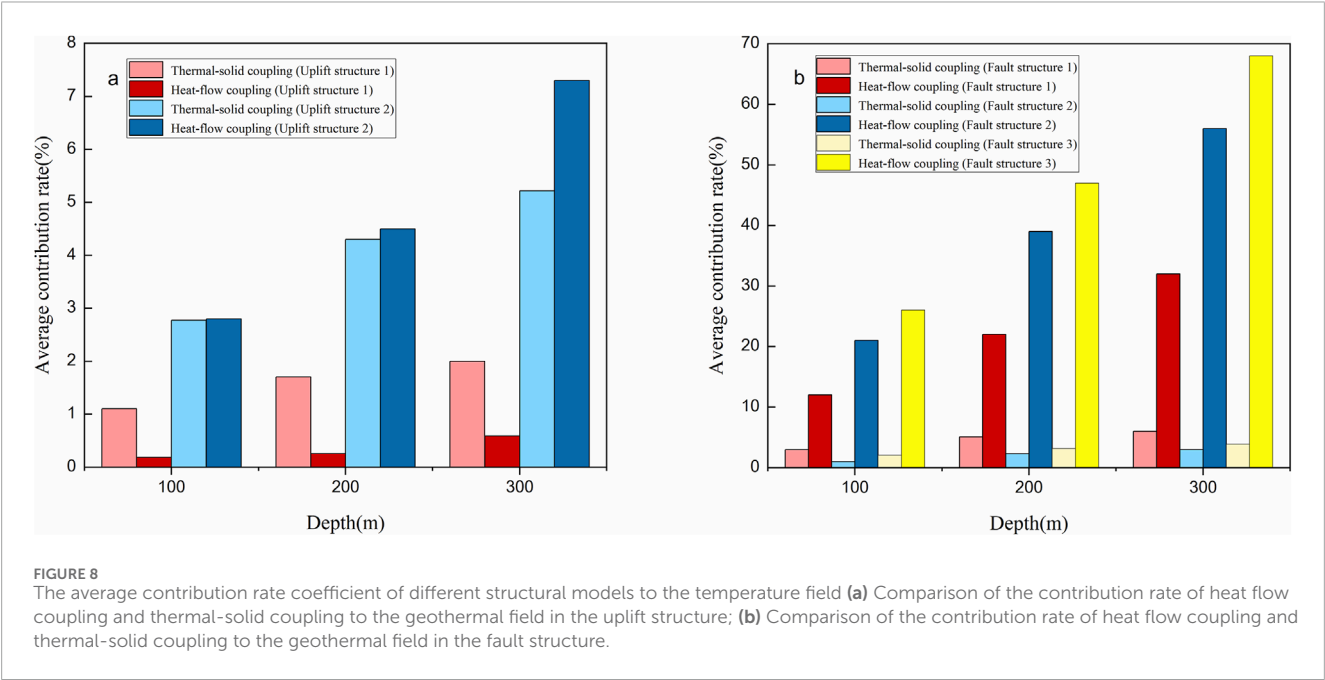 a
Thermal-solid coupling (Uplift structure 1)
Heat-flow coupling (Uplift structure 1)
Thermal-solid coupling (Uplift structure 2)
Heat-flow coupling (Uplift structure 2)
Average contribution rate(%)
8
7
6
5
4
3
2
1
0
100 200 300
Depth(m)
b
Thermal-solid coupling (Fault structure 1)
Heat-flow coupling (Fault structure 1)
Thermal-solid coupling (Fault structure 2)
Heat-flow coupling (Fault structure 2)
Thermal-solid coupling (Fault structure 3)
Heat-flow coupling (Fault structure 3)
Average contribution rate(%)
70
60
50
40
30
20
10
0
100 200 300
Depth(m)
FIGURE 8
The average contribution rate coefficient of different structural models to the temperature field (a) Comparison of the contribution rate of heat flow
coupling and thermal-solid coupling to the geothermal field in the uplift structure; (b) Comparison of the contribution rate of heat flow coupling and
thermal-solid coupling to the geothermal field in the fault structure.